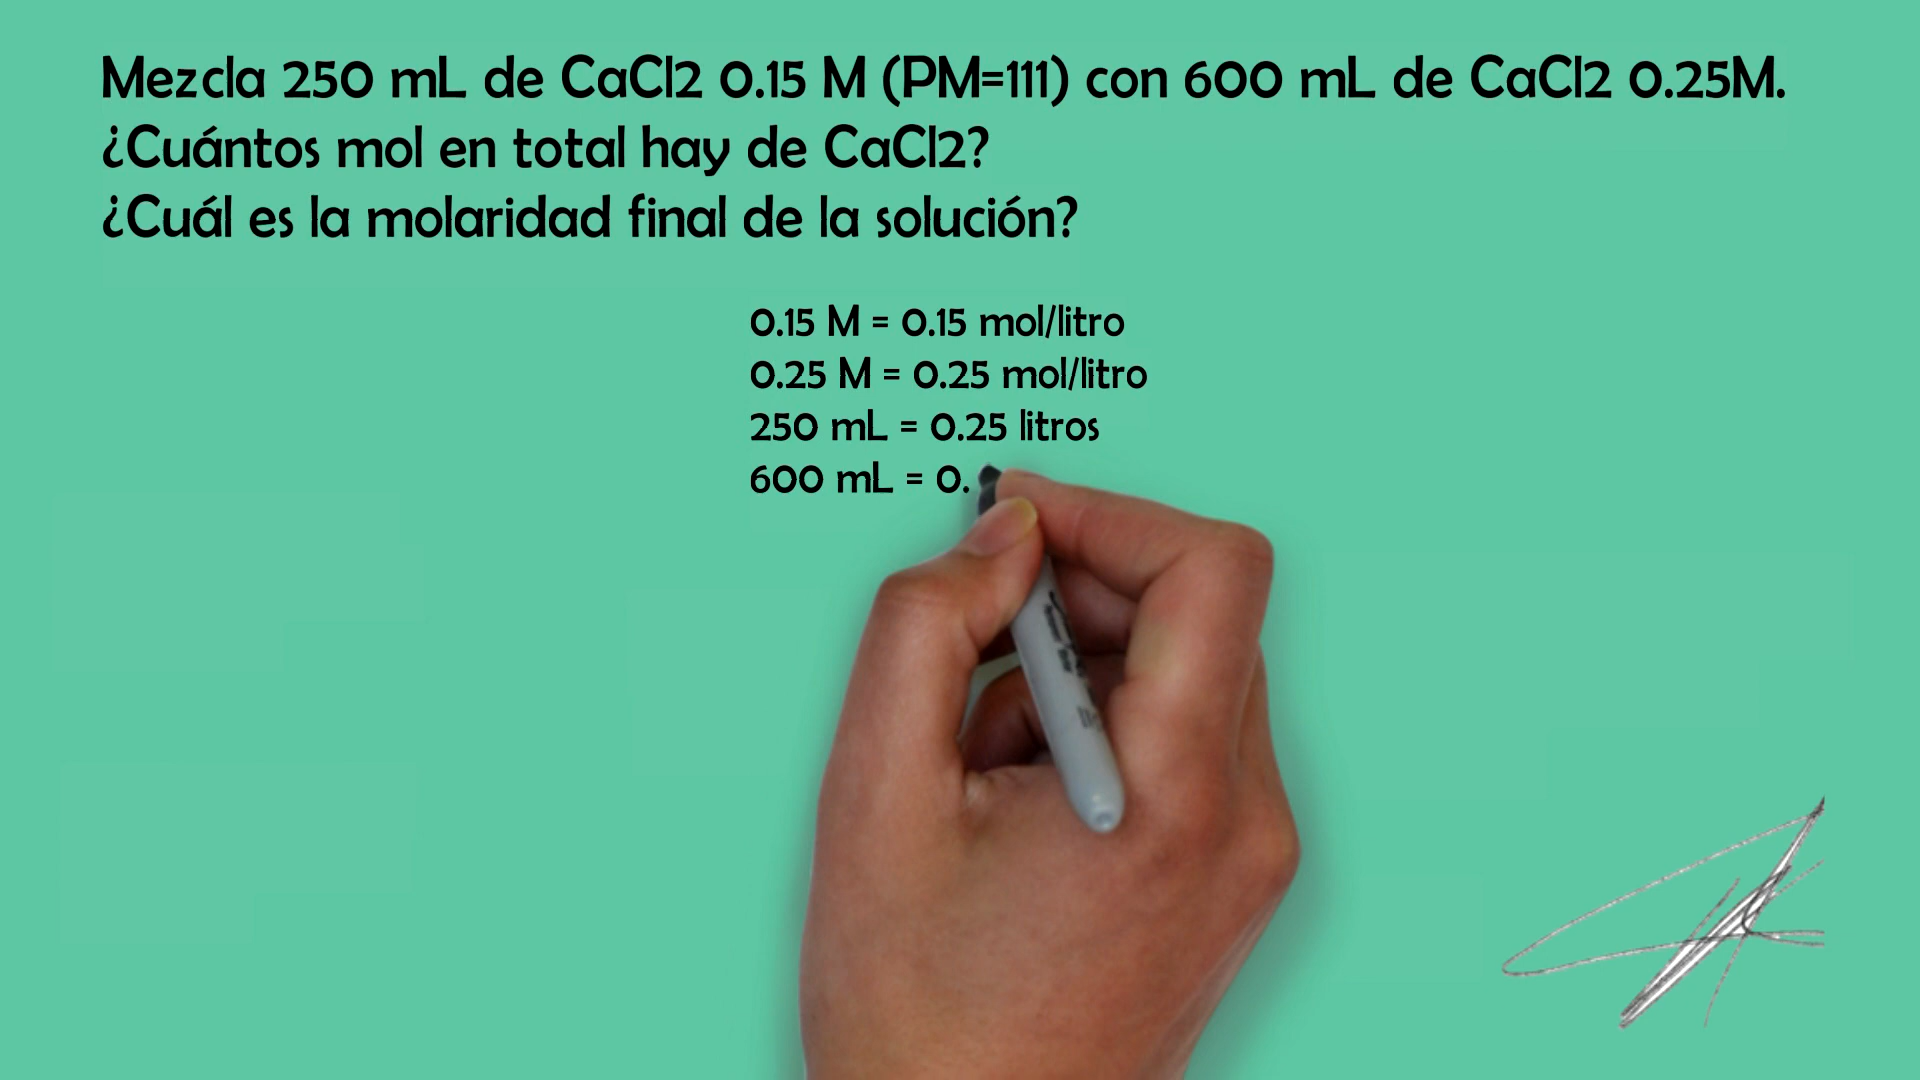 Mezcla 250 mL de CaCl2 0.15 M (PM=111) con 600 mL de CaCl2 0.25M.
¿Cuántos mol en total hay de CaCl2?
¿Cuál es la molaridad final de la solución?
0.15 M = 0.15 mol/litro
0.25 M = 0.25 mol/litro
250 mL = 0.25 litros
600 mL = 0.